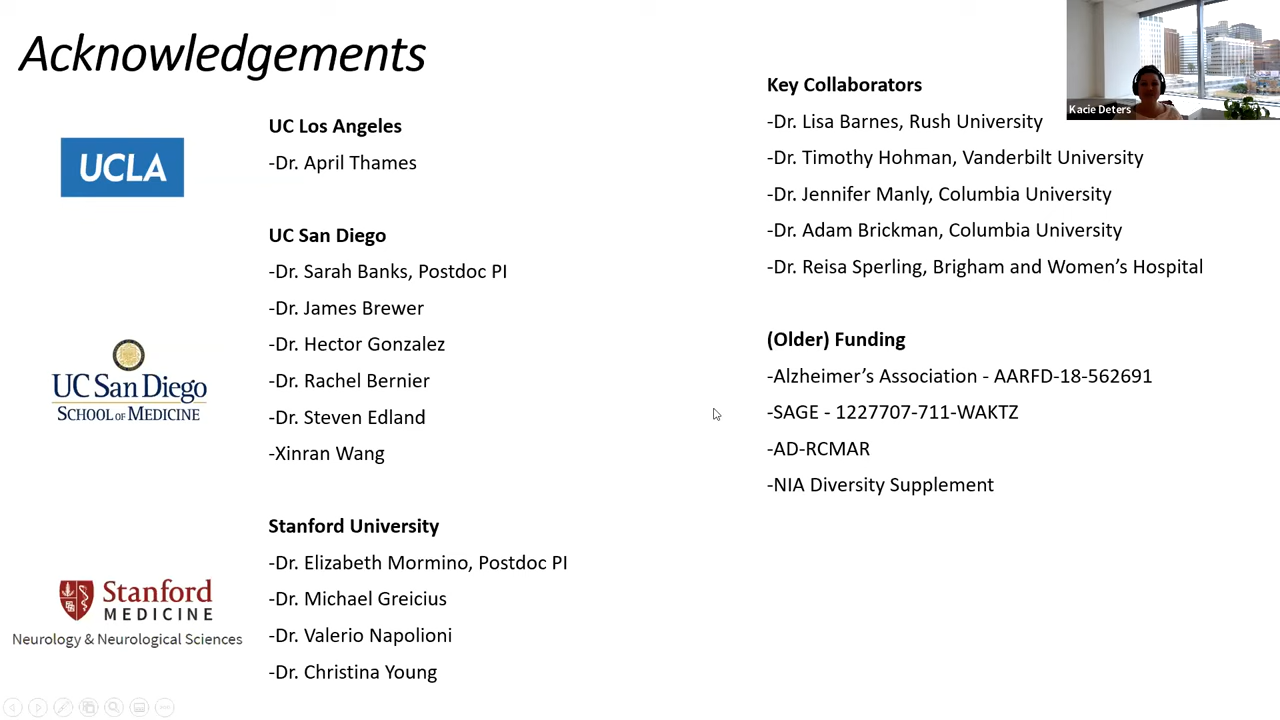 Acknowledgements
UCLA
UC Los Angeles
-Dr. April Thames
UC San Diego
SCHOOL OF MEDICINE
UC San Diego
-Dr. Sarah Banks, Postdoc PI
-Dr. James Brewer
-Dr. Hector Gonzalez
-Dr. Rachel Bernier
-Dr. Steven Edland
-Xinran Wang
Stanford
MEDICINE
Neurology & Neurological Sciences
Stanford University
-Dr. Elizabeth Mormino, Postdoc PI
-Dr. Michael Greicius
-Dr. Valerio Napolioni
-Dr. Christina Young
Key Collaborators
-Dr. Lisa Barnes, Rush University
-Dr. Timothy Hohman, Vanderbilt University
-Dr. Jennifer Manly, Columbia University
-Dr. Adam Brickman, Columbia University
-Dr. Reisa Sperling, Brigham and Women’s Hospital
(Older) Funding
-Alzheimer’s Association - AARFD-18-562691
-SAGE - 1227707-711-WAKTZ
-AD-RCMAR
-NIA Diversity Supplement
Kacie Deters